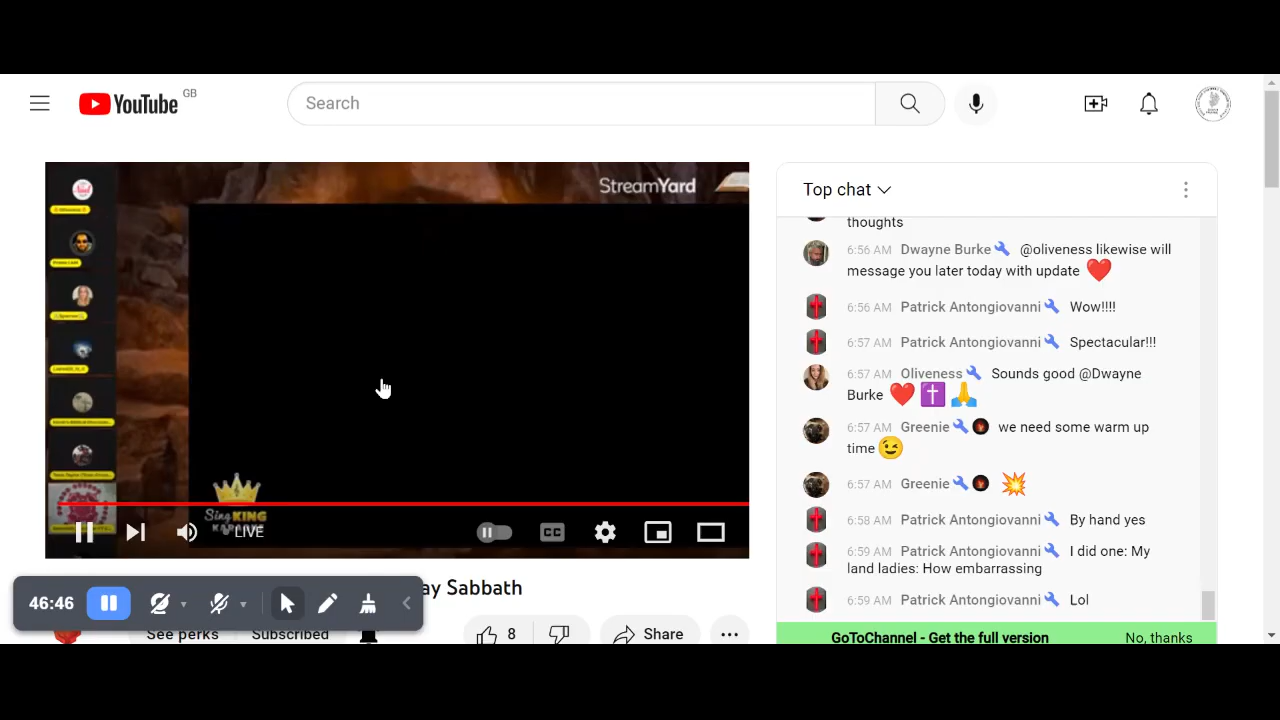 YouTube
GB
Search
StreamYard
SingKING
KARAOKE
LIVE
CC
46:46
ay Sabbath
See perks
Subscribed
8
Share
Top chat
thoughts
6:56 AM Dwayne Burke @oliveness likewise will
message you later today with update
6:56 AM Patrick Antongiovanni Wow!!!!
6:57 AM Patrick Antongiovanni Spectacular!!!
6:57 AM Oliveness Sounds good @Dwayne
Burke
6:57 AM Greenie we need some warm up
time
6:57 AM Greenie
6:58 AM Patrick Antongiovanni By hand yes
6:59 AM Patrick Antongiovanni I did one: My
land ladies: How embarrassing
6:59 AM Patrick Antongiovanni Lol
GoToChannel - Get the full version
No, thanks